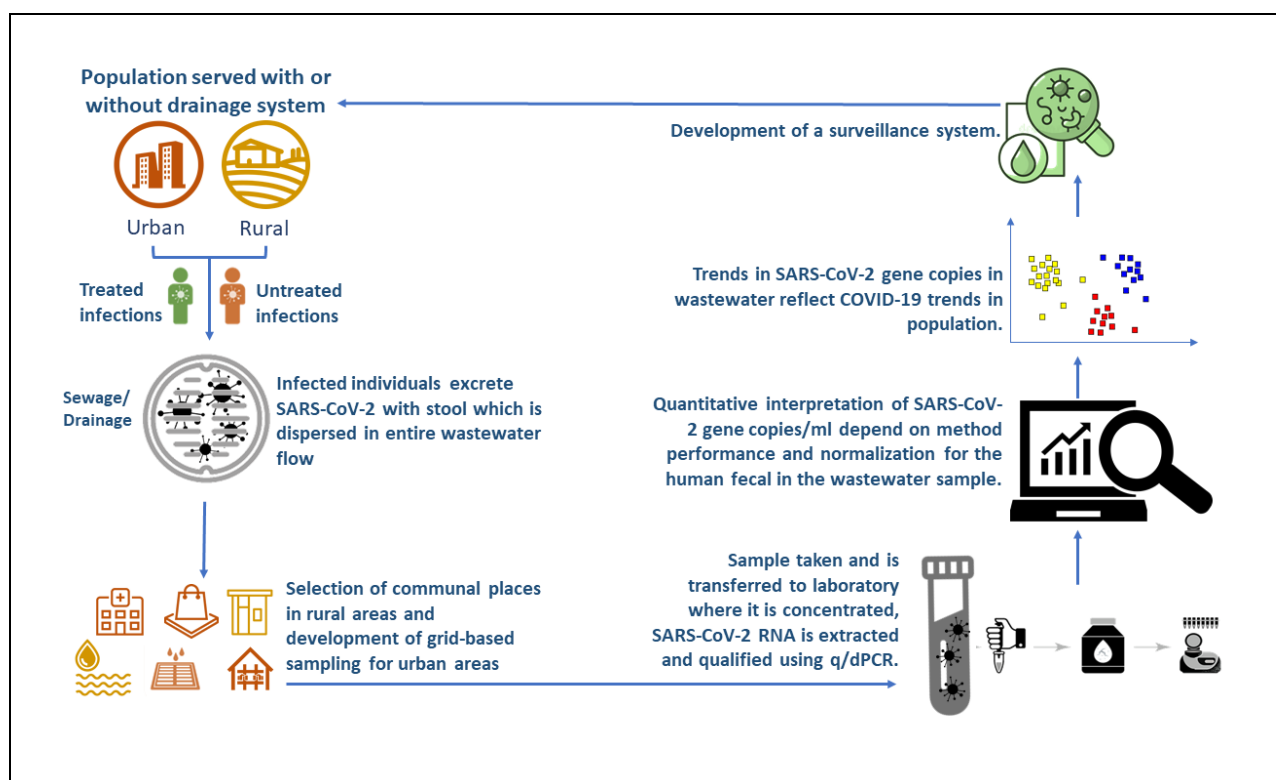 Population served with or
without drainage system
Urban
Rural
Treated
infections
Untreated
infections
Sewage/
Drainage
Infected individuals excrete
SARS-CoV-2 with stool which is
dispersed in entire wastewater
flow
Selection of communal places
in rural areas and
development of grid-based
sampling for urban areas
Sample taken and is
transferred to laboratory
where it is concentrated,
SARS-CoV-2 RNA is extracted
and qualified using q/dPCR.
Quantitative interpretation of SARS-CoV-
2 gene copies/ml depend on method
performance and normalization for the
human fecal in the wastewater sample.
Trends in SARS-CoV-2 gene copies in
wastewater reflect COVID-19 trends in
population.
Development of a surveillance system.